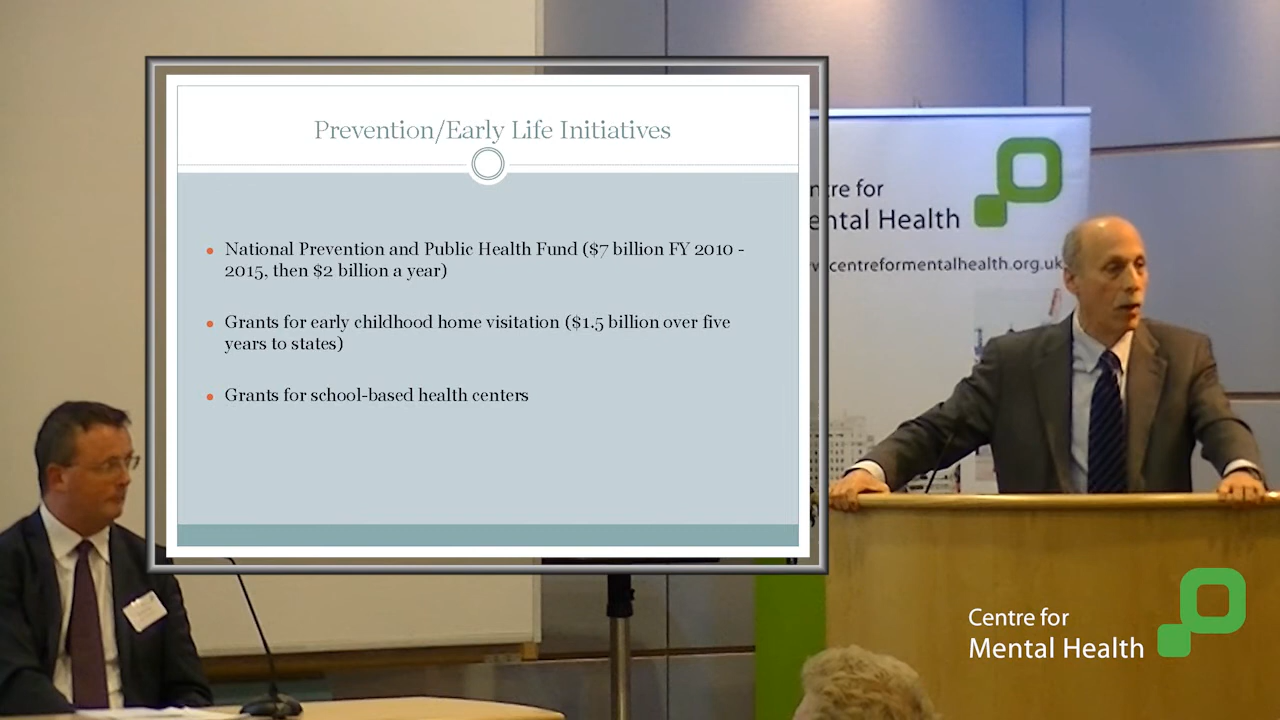 Prevention/Early Life Initiatives
National Prevention and Public Health Fund ($7 billion FY 2010 -
2015, then $2 billion a year)
Grants for early childhood home visitation ($1.5 billion over five
years to states)
Grants for school-based health centers
ntre for
ental Health
centreformentalhealth.org.uk
Centre for
Mental Health